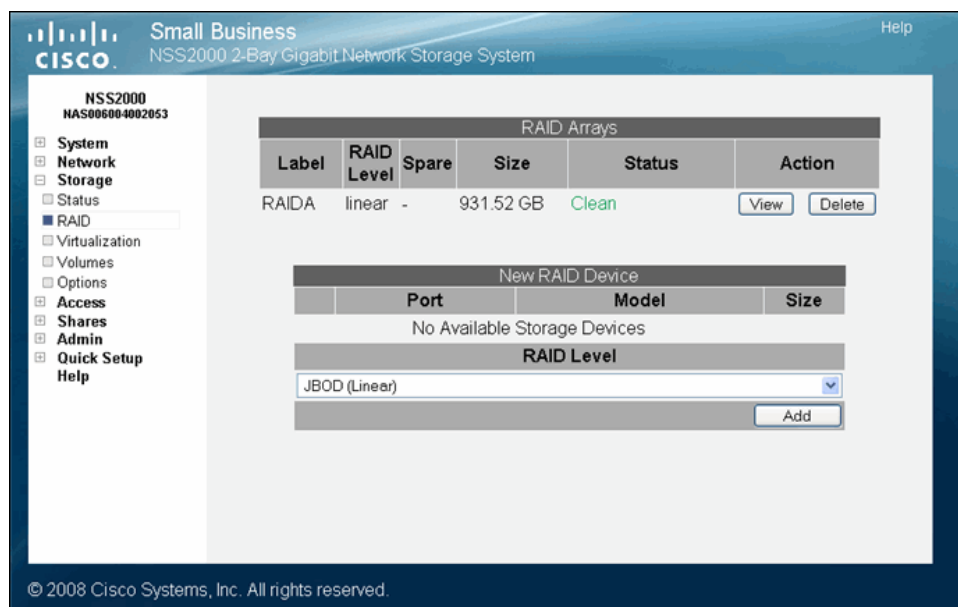 CISCO.
Small Business
NSS2000 2-Bay Gigabit Network Storage System
Help
NSS2000
NAS006004002053
System
Network
Storage
Status
RAID
Virtualization
Volumes
Options
Access
Shares
Admin
Quick Setup
Help
RAID Arrays
Label RAID Level Spare Size Status Action
RAIDA linear - 931.52 GB Clean View Delete
New RAID Device
Port Model Size
No Available Storage Devices
RAID Level
JBOD (Linear)
Add
© 2008 Cisco Systems, Inc. All rights reserved.